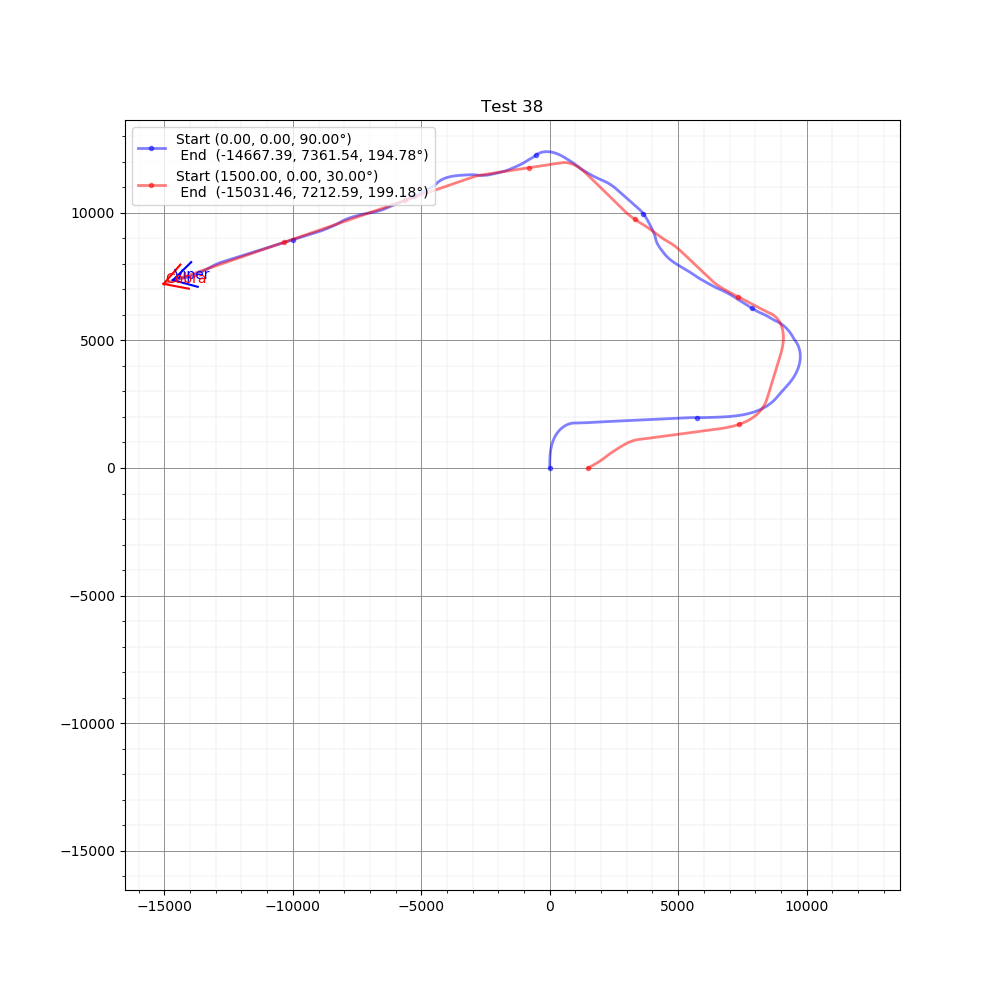 Test 38
Start (0.00, 0.00, 90.00°)
End (-14667.39, 7361.54, 194.78°)
Start (1500.00, 0.00, 30.00°)
End (-15031.46, 7212.59, 199.18°)
10000
5000
0
−5000
−10000
−15000
−15000 −10000 −5000 0 5000 10000